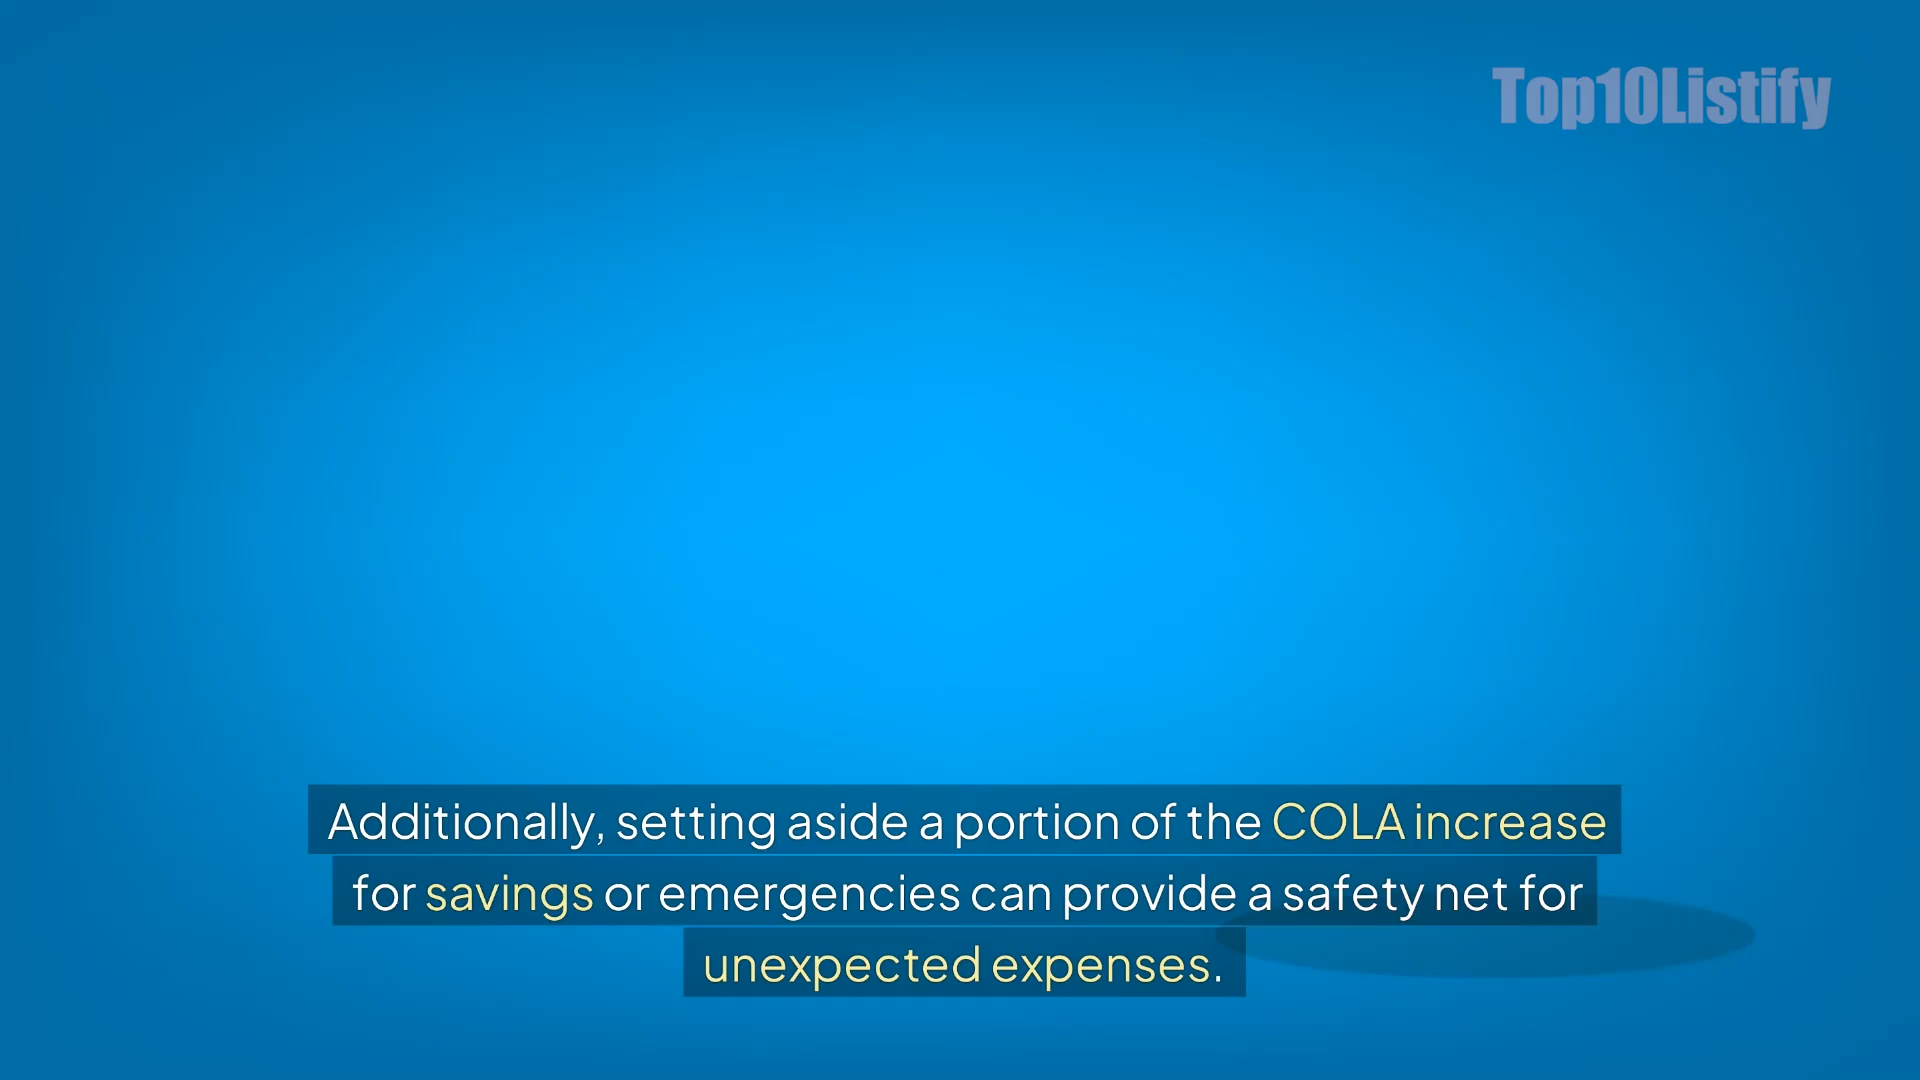 Top10Listify
Additionally, setting aside a portion of the COLA increase
for savings or emergencies can provide a safety net for
unexpected expenses.